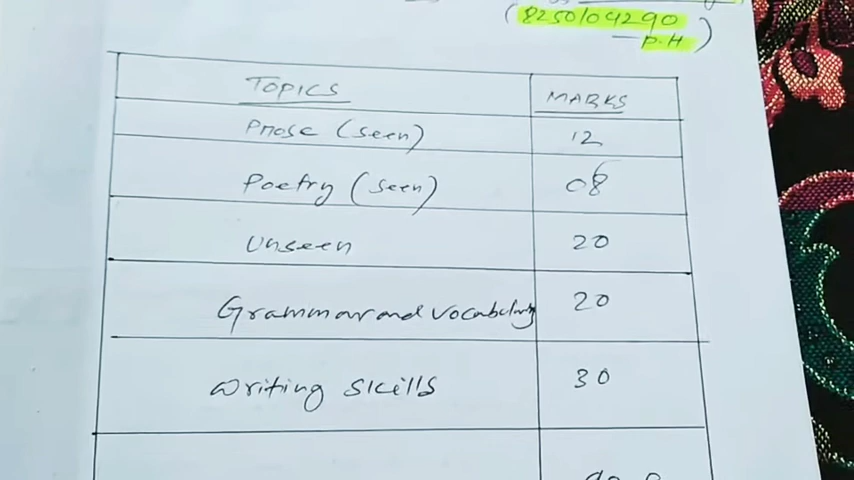 (8250104290
— P.H)
TOPICS MARKS
Prose (seen) 12
Poetry (seen) 08
Unseen 20
Grammar and vocabulary 20
Writing skills 30